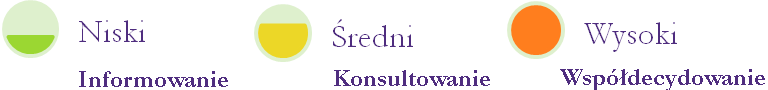 Niski Średni Wysoki
Informowanie Konsultowanie Współdecydowanie